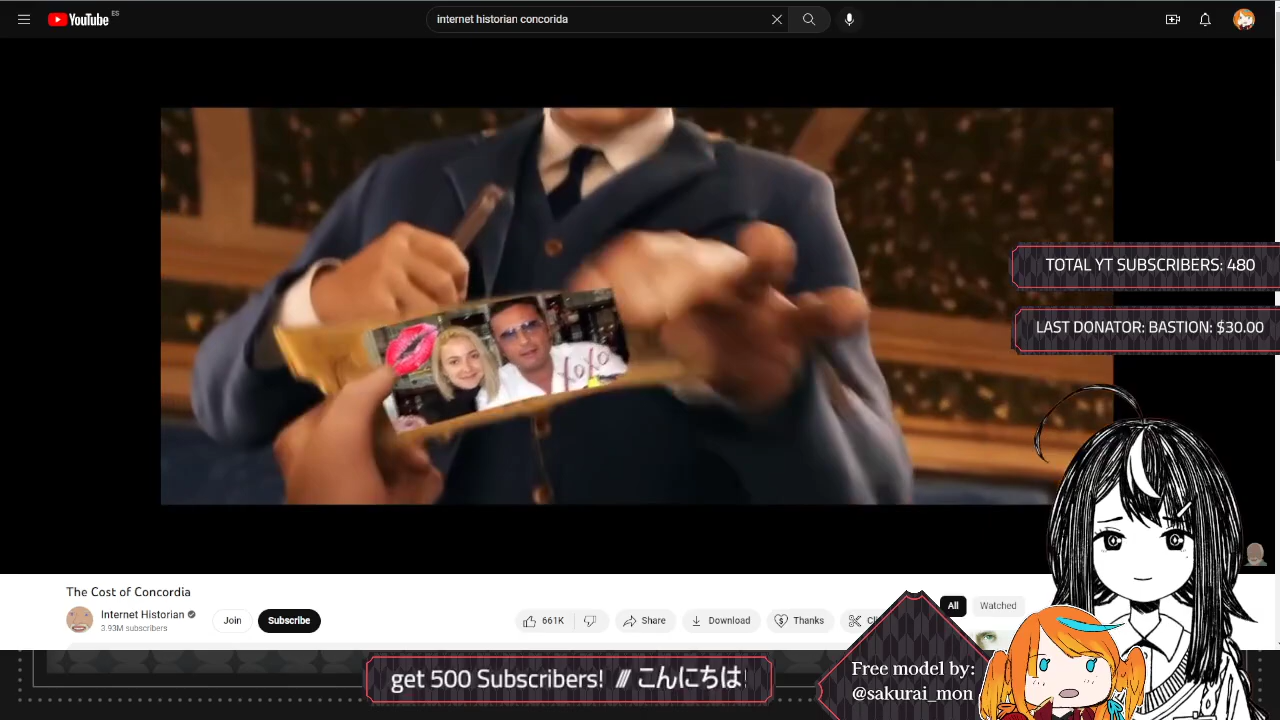 YouTube ES
internet historian concorida
XOXO
TOTAL YT SUBSCRIBERS: 480
LAST DONATOR: BASTION: $30.00
The Cost of Concordia
Internet Historian
3.93M subscribers
Join
Subscribe
661K
Share
Download
Thanks
All
Watched
get 500 Subscribers! /// こんにちは!
Free model by:
@sakurai_mon